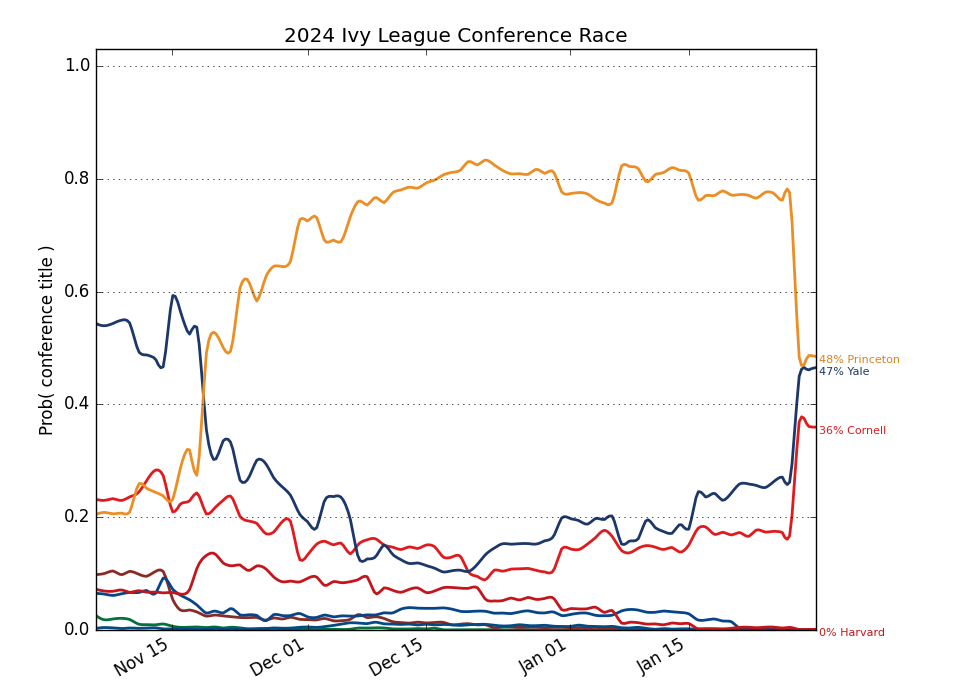 2024 Ivy League Conference Race
Prob( conference title )
1.0
0.8
0.6
0.4
0.2
0.0
48% Princeton
47% Yale
36% Cornell
0% Harvard
Nov 15
Dec 01
Dec 15
Jan 01
Jan 15